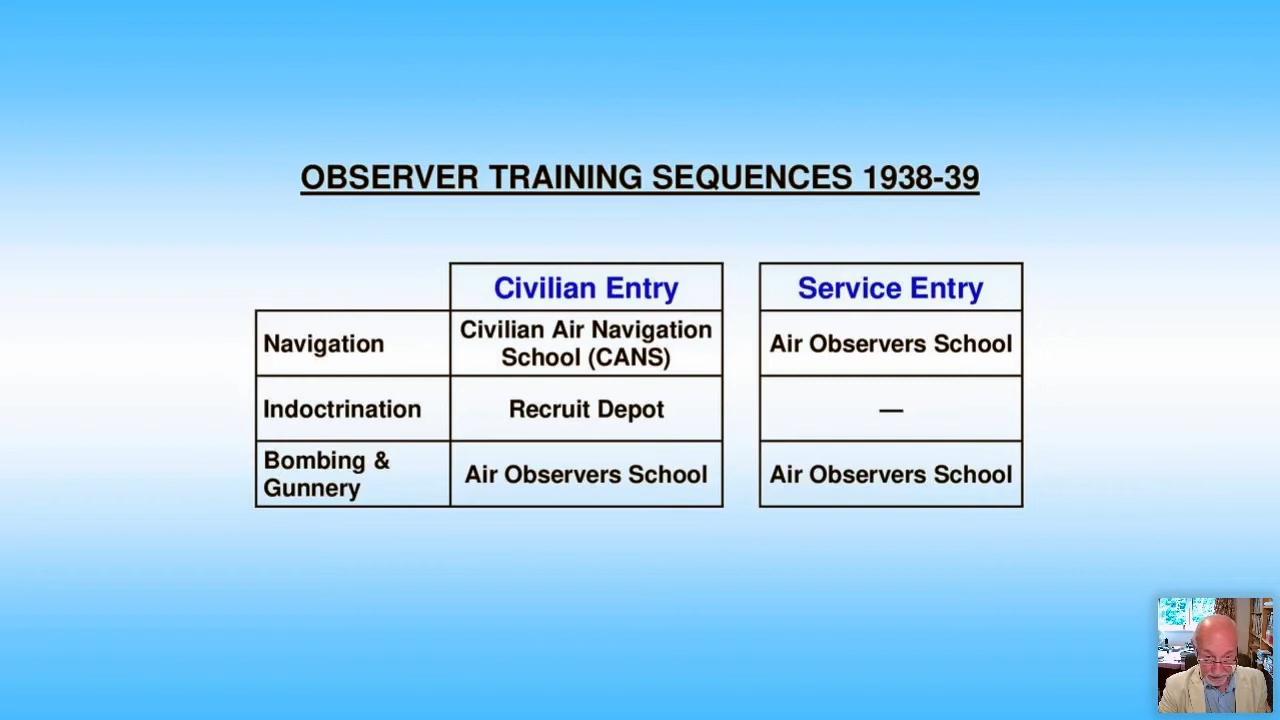 OBSERVER TRAINING SEQUENCES 1938-39
Civilian Entry
Service Entry
Navigation
Civilian Air Navigation
School (CANS)
Air Observers School
Indoctrination
Recruit Depot
—
Bombing &
Gunnery
Air Observers School
Air Observers School